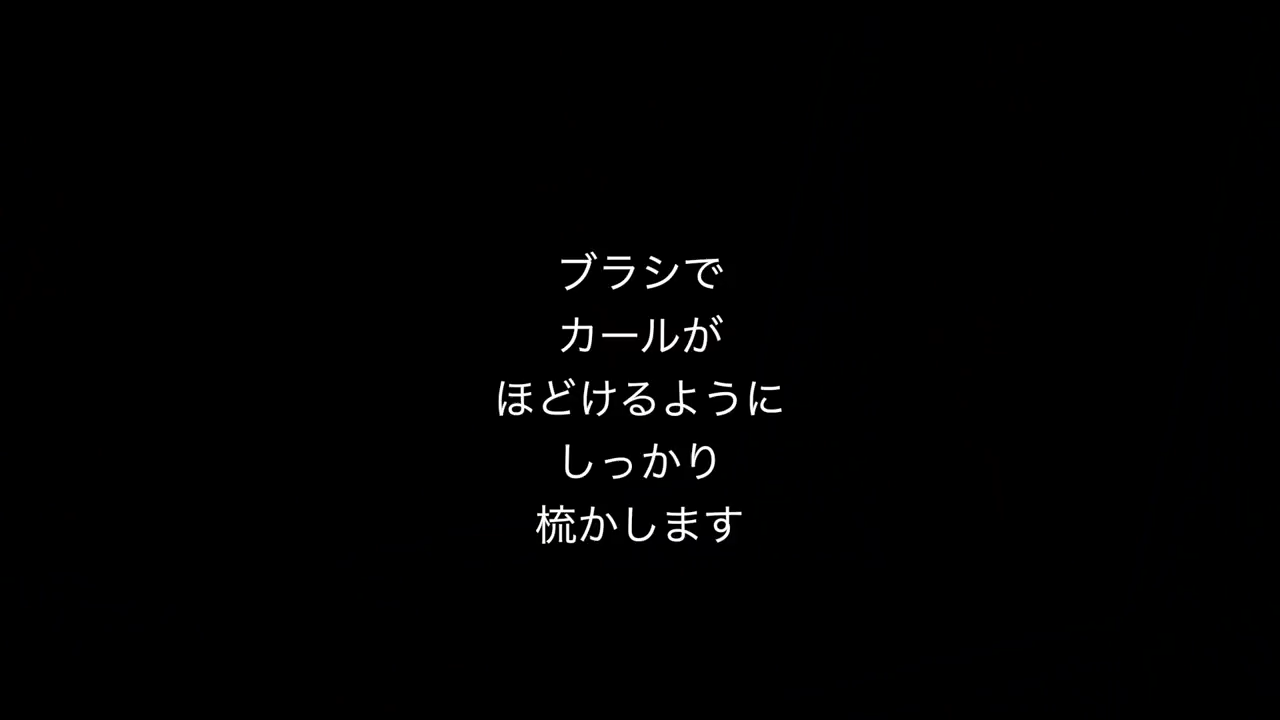 ブラシで
カールが
ほどけるように
しっかり
梳かします